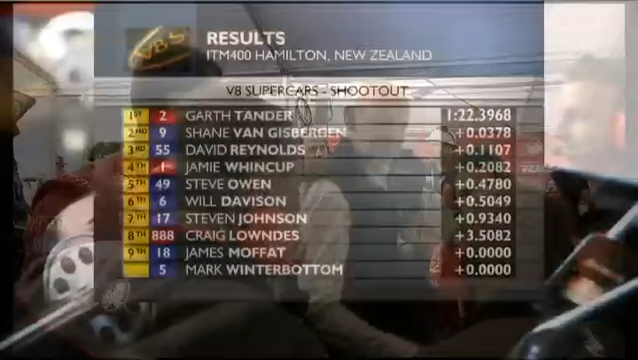 V8S
RESULTS
ITM400 HAMILTON, NEW ZEALAND
V8 SUPERCARS - SHOOTOUT
1ST 2 GARTH TANDER 1:22.3968
2ND 9 SHANE VAN GISBERGEN +0.0378
3RD 55 DAVID REYNOLDS +0.1107
4TH 1 JAMIE WHINCUP +0.2082
5TH 49 STEVE OWEN +0.4780
6TH 6 WILL DAVISON +0.5049
7TH 17 STEVEN JOHNSON +0.9340
8TH 888 CRAIG LOWNDES +3.5082
9TH 18 JAMES MOFFAT +0.0000
5 MARK WINTERBOTTOM +0.0000